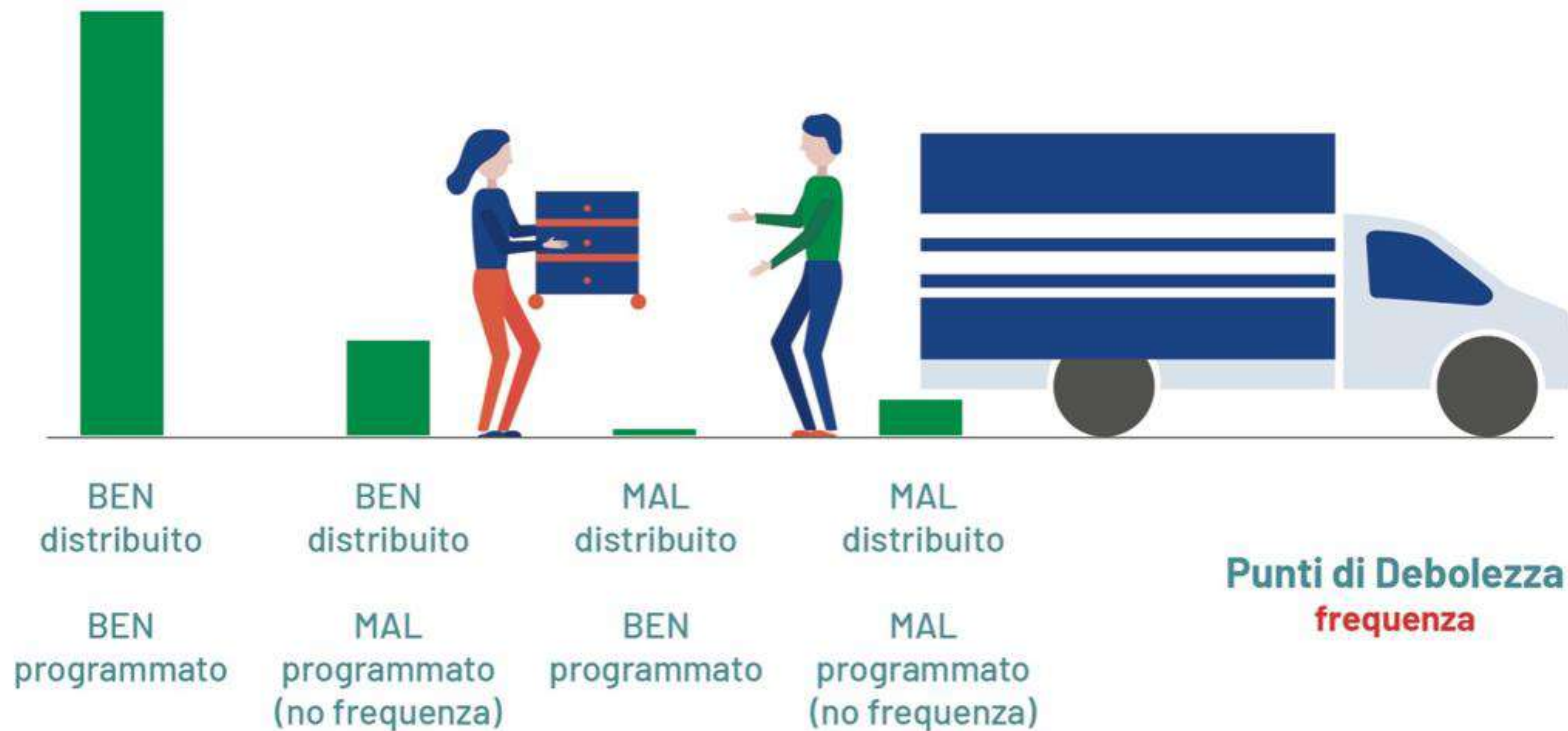 BEN
distribuito
BEN
programmato
BEN
distribuito
MAL
programmato
(no frequenza)
MAL
distribuito
BEN
programmato
MAL
distribuito
MAL
programmato
(no frequenza)
Punti di Debolezza
frequenza